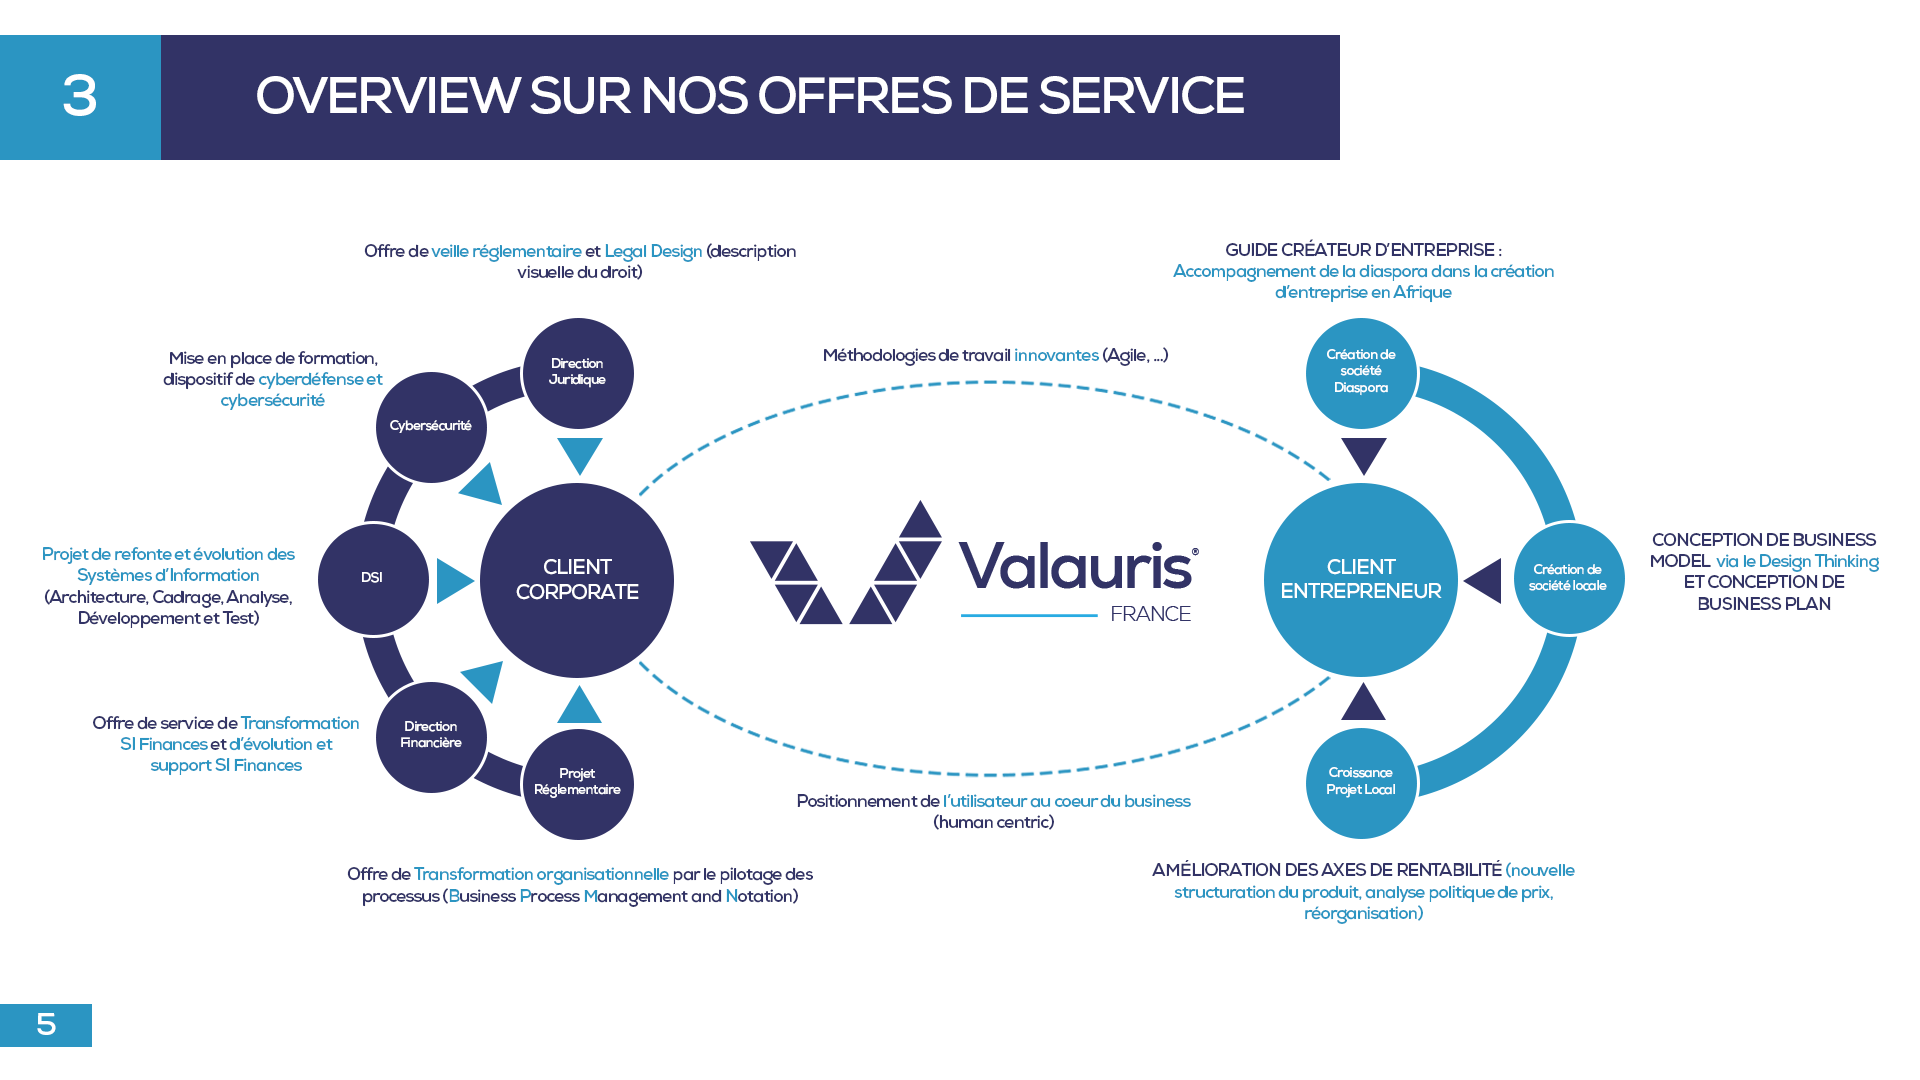 3
OVERVIEW SUR NOS OFFRES DE SERVICE
Offre de veille réglementaire et Legal Design (description
visuelle du droit)
Mise en place de formation,
dispositif de cyberdéfense et
cybersécurité
Projet de refonte et évolution des
Systèmes d'Information
(Architecture, Cadrage, Analyse,
Développement et Test)
Offre de service de Transformation
SI Finances et d'évolution et
support SI Finances
Offre de Transformation organisationnelle par le pilotage des
processus (Business Process Management and Notation)
Direction
Juridique
Cybersécurité
DSI
Direction
Financière
Projet
Réglementaire
CLIENT
CORPORATE
Méthodologies de travail innovantes (Agile, ...)
Valauris®
FRANCE
Positionnement de l'utilisateur au coeur du business
(human centric)
GUIDE CRÉATEUR D'ENTREPRISE :
Accompagnement de la diaspora dans la création
d'entreprise en Afrique
Création de
société
Diaspora
CLIENT
ENTREPRENEUR
Création de
société locale
CONCEPTION DE BUSINESS
MODEL via le Design Thinking
ET CONCEPTION DE
BUSINESS PLAN
Croissance
Projet Local
AMÉLIORATION DES AXES DE RENTABILITÉ (nouvelle
structuration du produit, analyse politique de prix,
réorganisation)
5